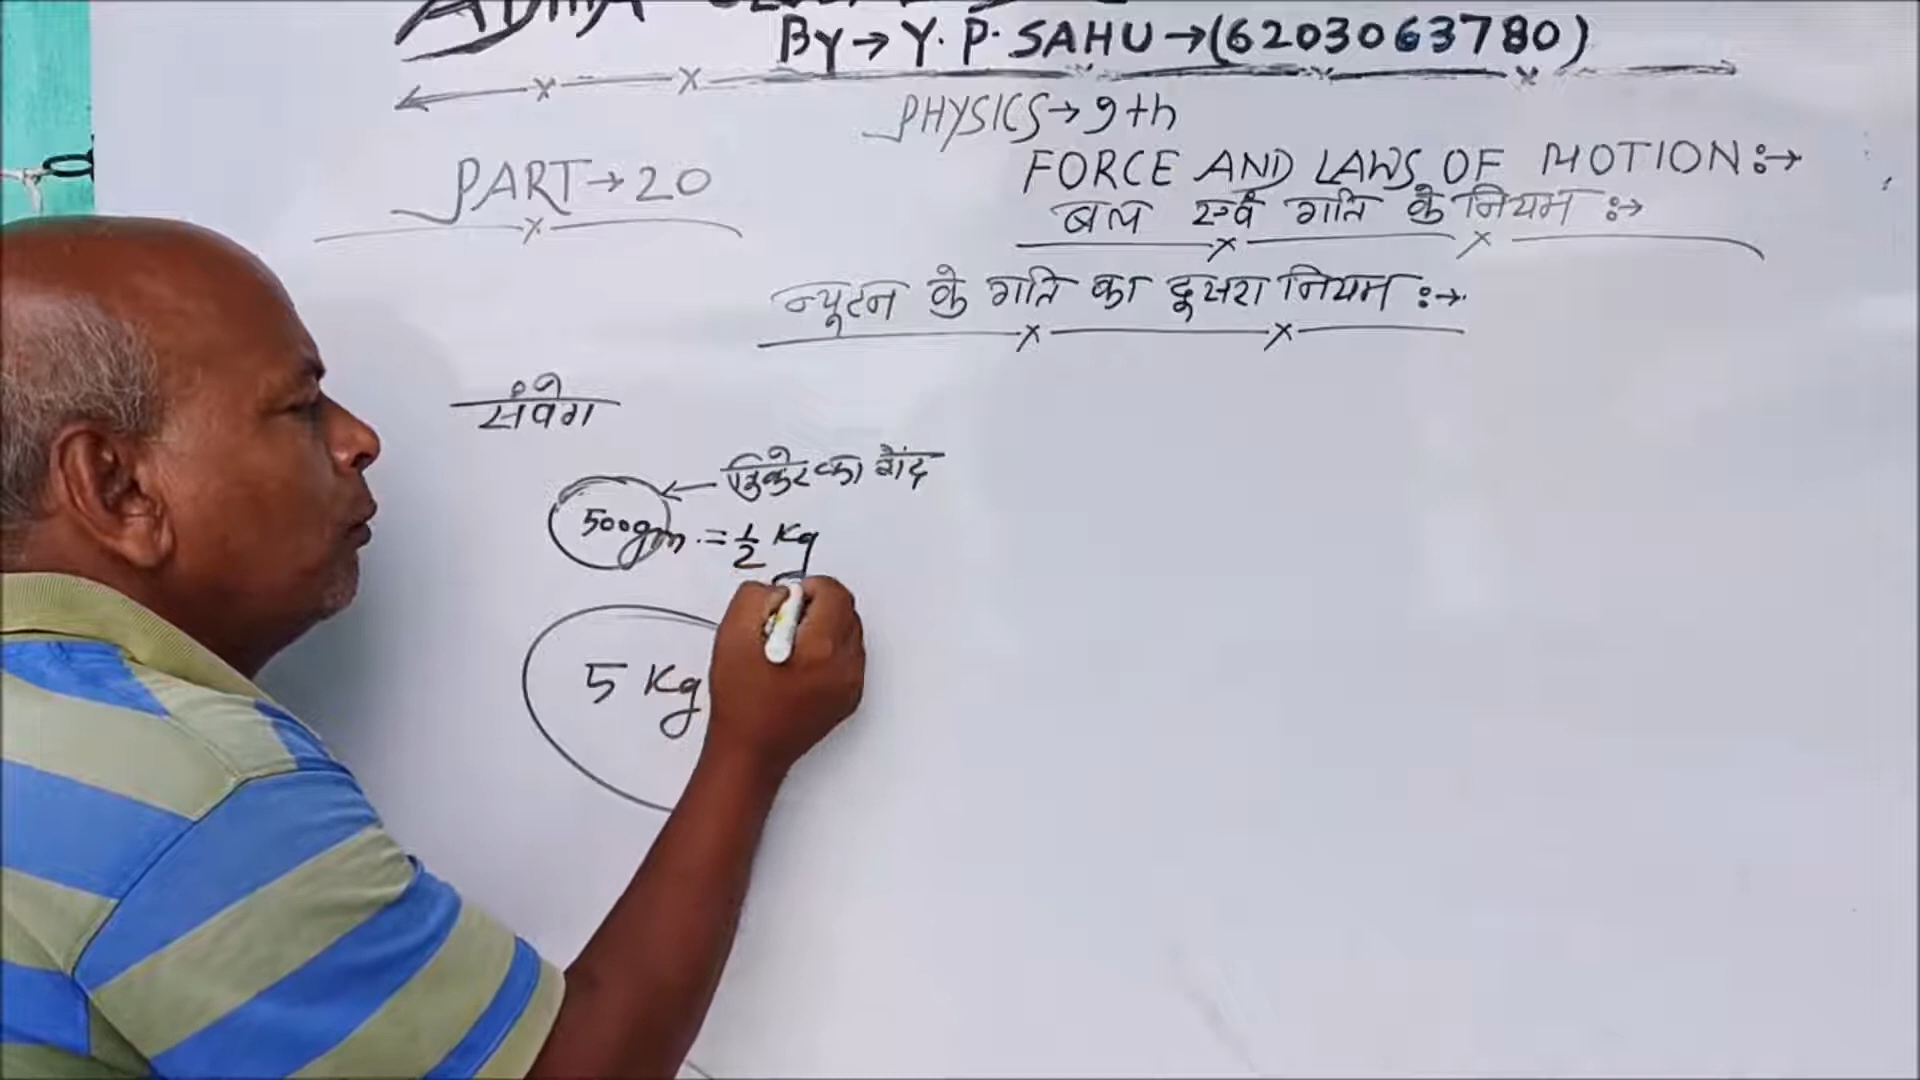 By → Y. P. SAHU → (6203063780)
PHYSICS → 9th
PART → 20
FORCE AND LAWS OF MOTION :→
बल एवं गति के नियम :→
न्यूटन के गति का दूसरा नियम :→
संवेग
क्रिकेट का गेंद
500gm. = 1/2 Kg
5 Kg